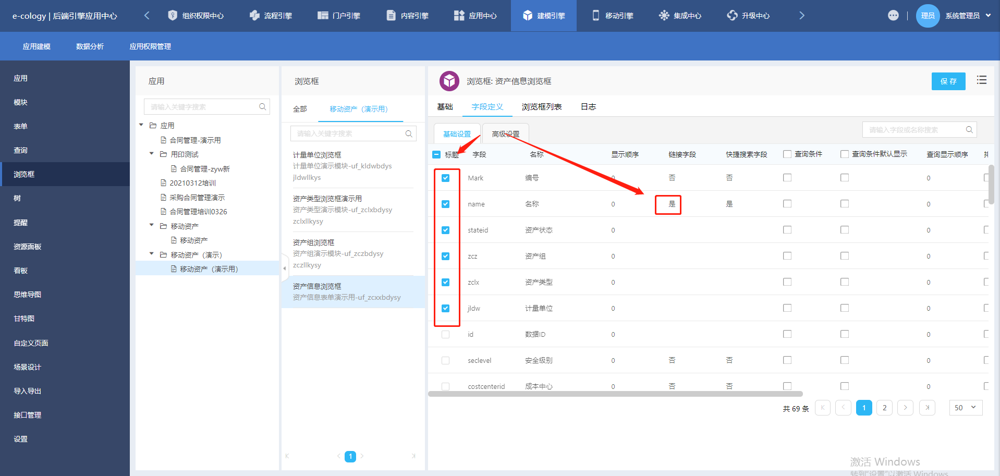 e-cology | 后端引擎应用中心
组织权限中心
流程引擎
门户引擎
内容引擎
应用中心
建模引擎
移动引擎
集成中心
升级中心
理员
系统管理员
应用建模
数据分析
应用权限管理
应用
模块
表单
查询
浏览框
树
提醒
资源面板
看板
思维导图
甘特图
自定义页面
场景设计
导入导出
接口管理
设置
应用
请输入关键字搜索
应用
合同管理-演示用
用印测试
合同管理-zyw新
20210312培训
采购合同管理演示
合同管理培训0326
移动资产
移动资产
移动资产（演示）
移动资产（演示用）
浏览框
全部
移动资产（演示用）
请输入关键字搜索
计量单位浏览框
计量单位演示模块-uf_kldwbdys
jldwllkys
资产类型浏览框演示用
资产类型演示模块-uf_zclxbdysy
zclxllkysy
资产组浏览框
资产组演示模块-uf_zczbdysy
zczllkysy
资产信息浏览框
资产信息表单演示用-uf_zcxxbdysy
1
浏览框: 资产信息浏览框
保 存
基础
字段定义
浏览框列表
日志
基础设置
高级设置
请输入字段或名称搜索
标题 字段 名称 显示顺序 链接字段 快捷搜索字段 查询条件 查询条件默认显示 查询显示顺序
Mark 编号 0 否 否 0
name 名称 0 是 是 0
stateid 资产状态 0 0
zcz 资产组 0 0
zclx 资产类型 0 0
jldw 计量单位 0 0
id 数据ID 0 0
seclevel 安全级别 0 否 否 0
costcenterid 成本中心 0 否 否 0
共 69 条
1
2
50
激活 Windows
转到"设置"以激活 Windows